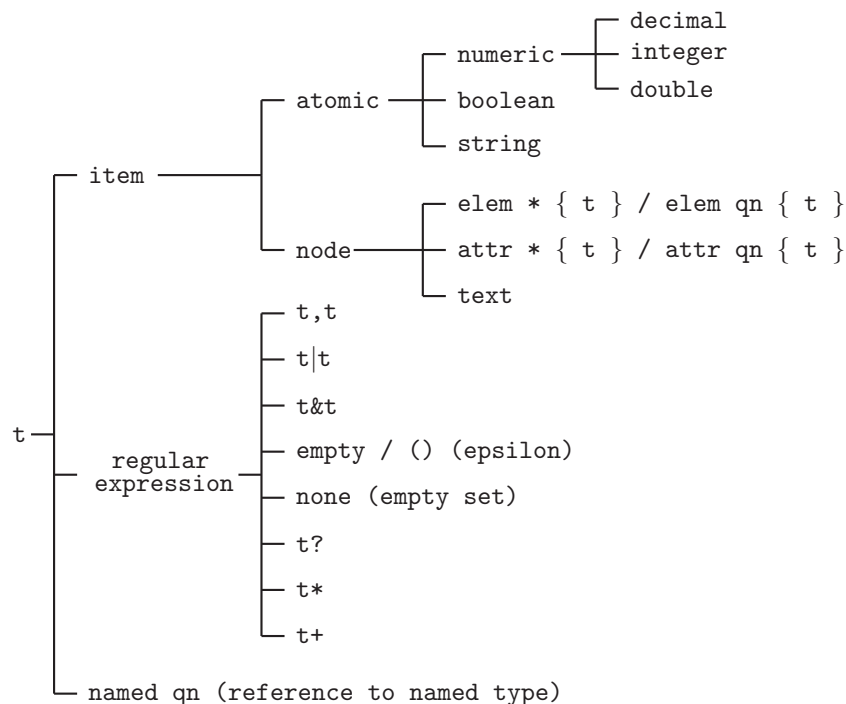 decimal
numeric
integer
double
atomic
boolean
string
item
elem * { t } / elem qn { t }
node
attr * { t } / attr qn { t }
text
t,t
t|t
t&t
t
empty / () (epsilon)
regular
expression
none (empty set)
t?
t*
t+
named qn (reference to named type)